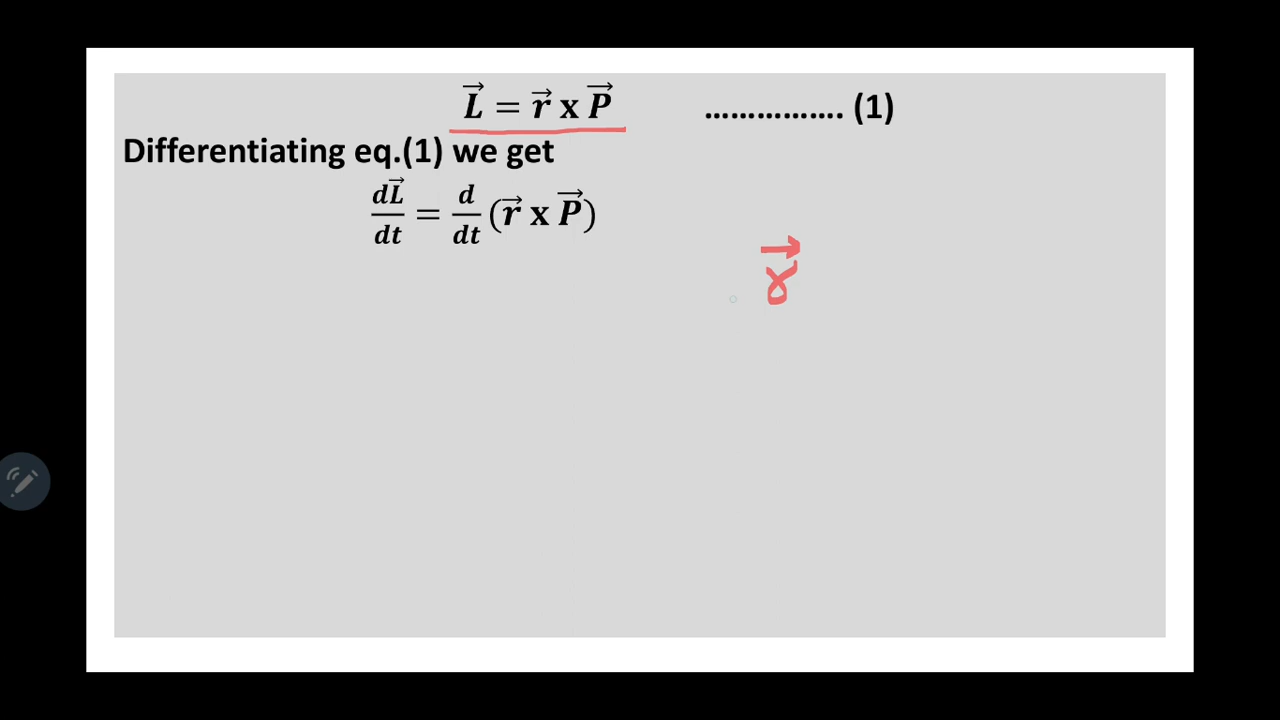 L⃗ = r⃗ x P⃗ ................ (1)
Differentiating eq.(1) we get
dL⃗/dt = d/dt (r⃗ x P⃗)